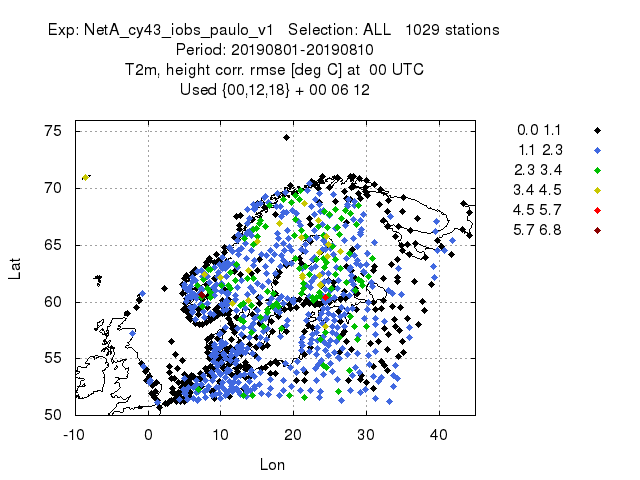 Exp: NetA_cy43_iobs_paulo_v1 Selection: ALL 1029 stations
Period: 20190801-20190810
T2m, height corr. rmse [deg C] at 00 UTC
Used {00,12,18} + 00 06 12
75
70
65
60
55
50
Lat
-10 0 10 20 30 40
Lon
0.0 1.1
1.1 2.3
2.3 3.4
3.4 4.5
4.5 5.7
5.7 6.8